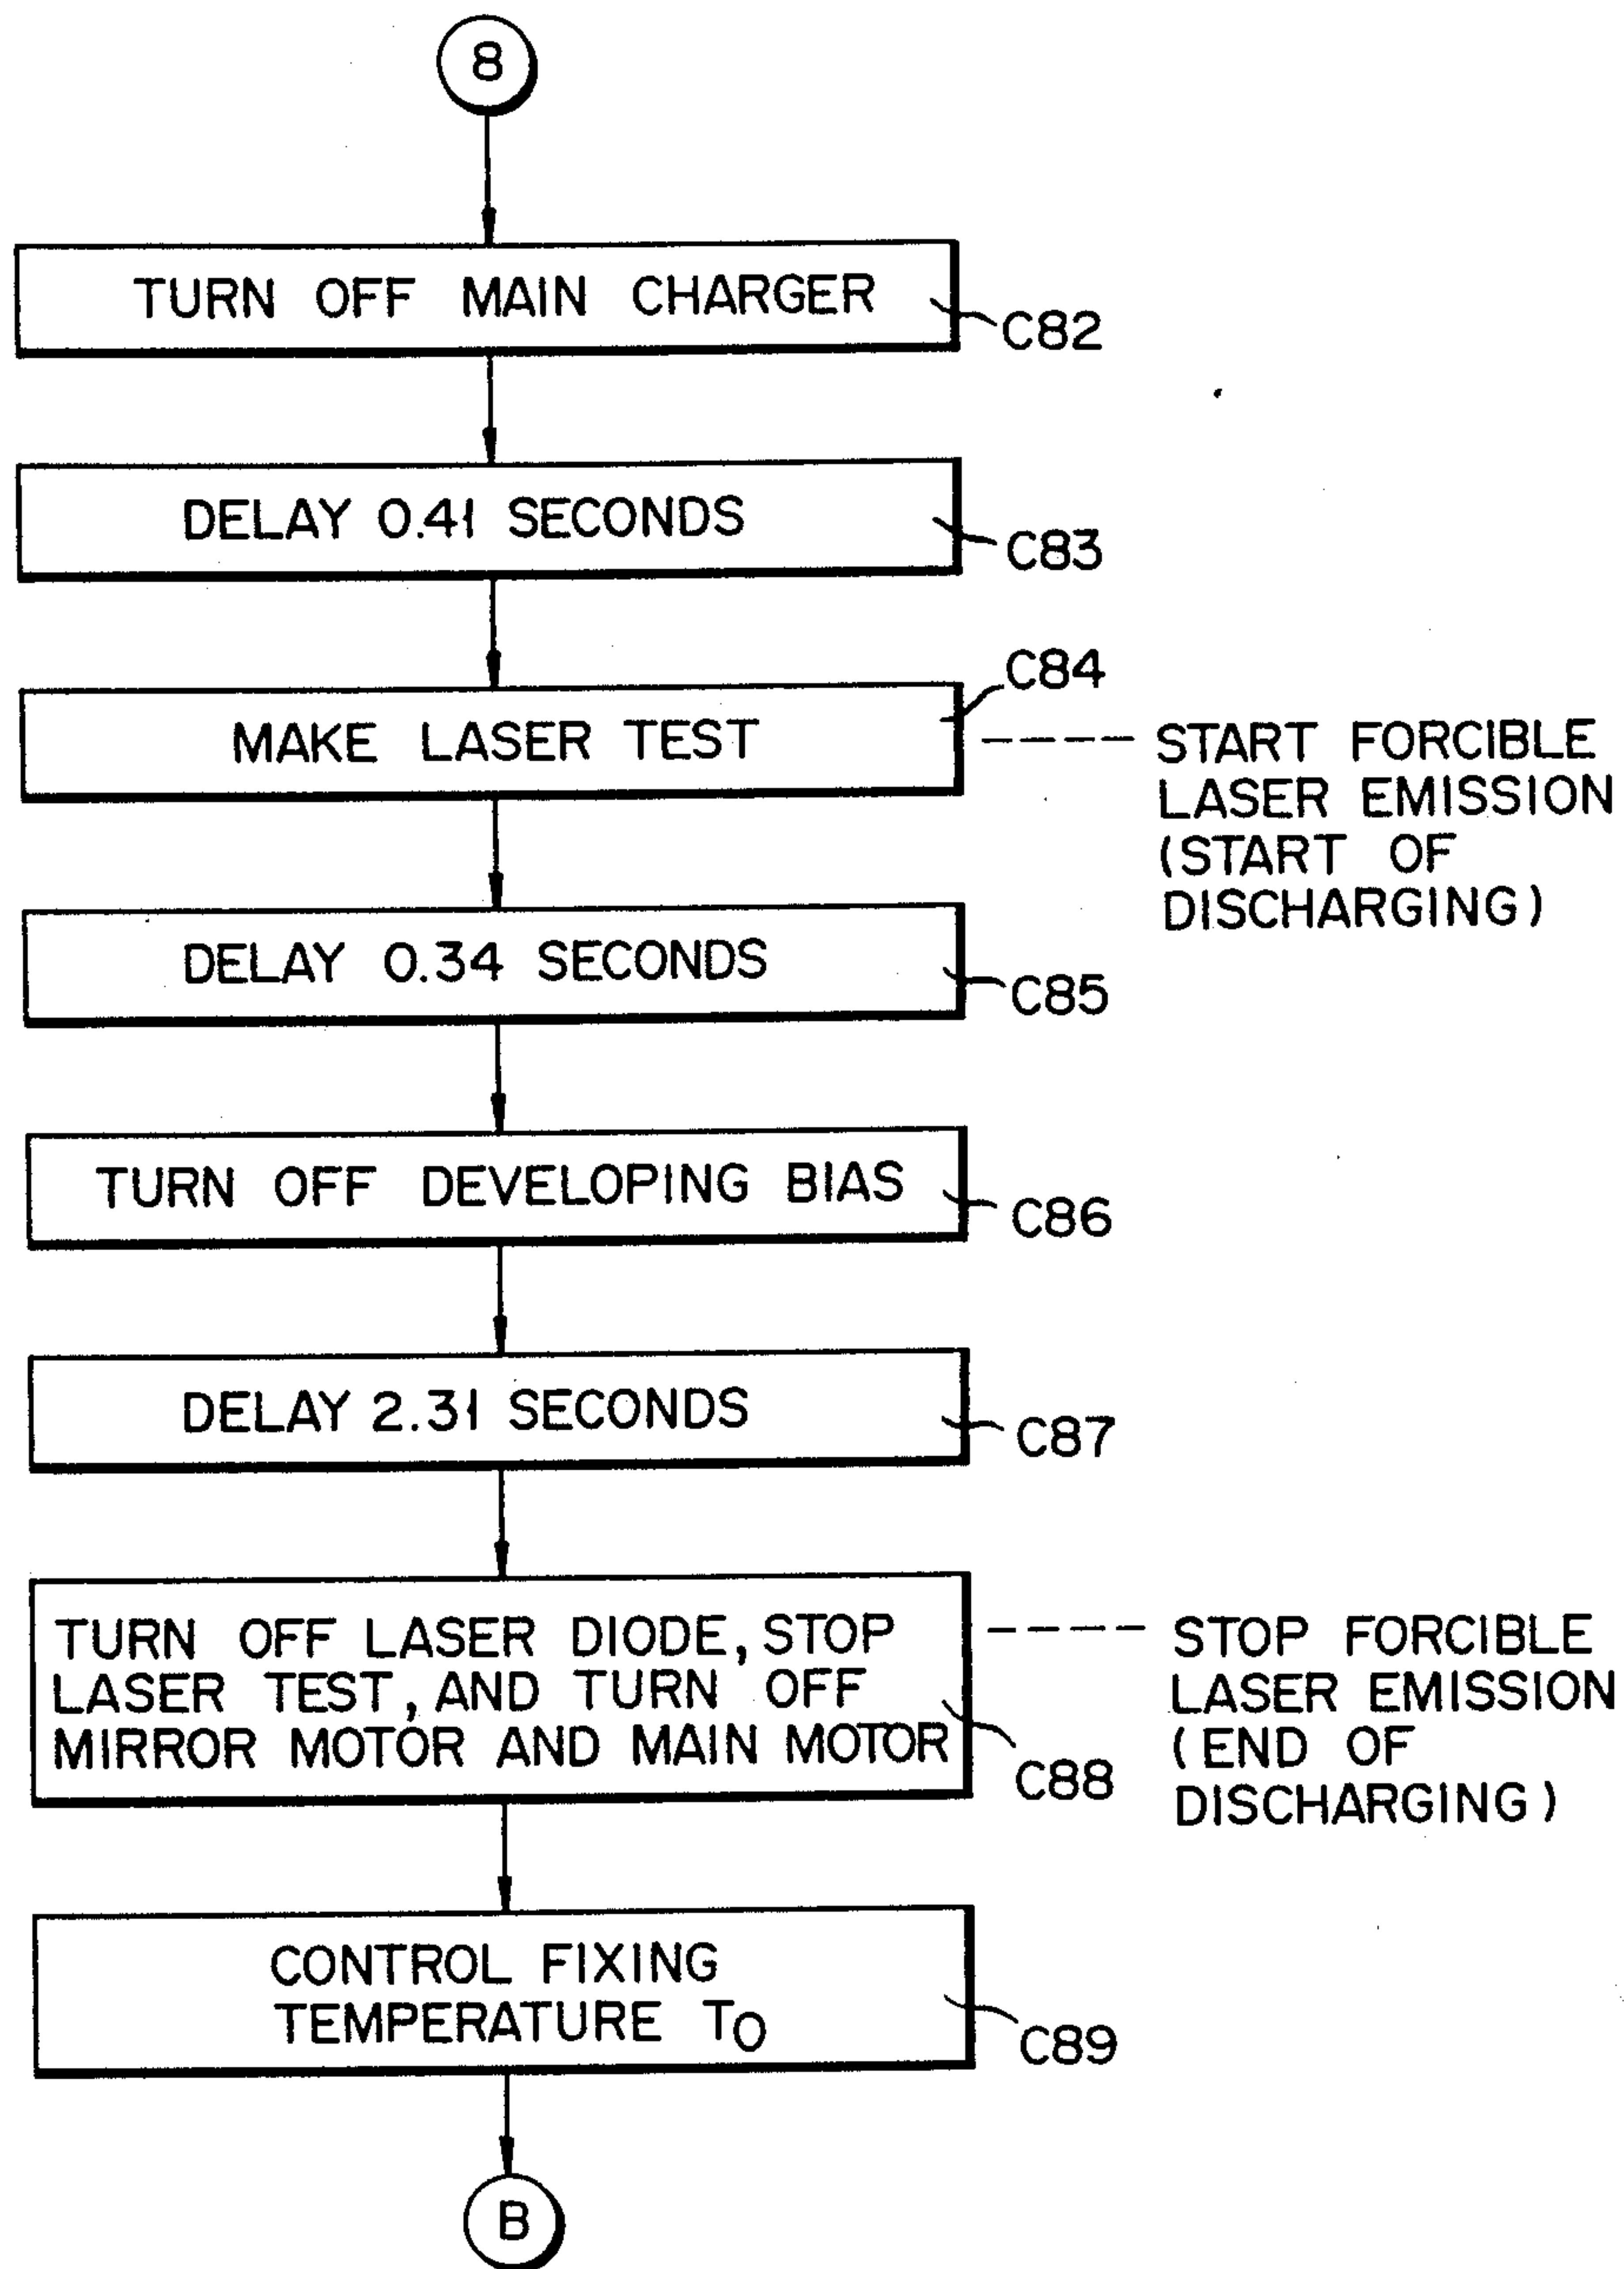 8
TURN OFF MAIN CHARGER
C82
DELAY 0.41 SECONDS
C83
C84
MAKE LASER TEST
START FORCIBLE
LASER EMISSION
(START OF
DISCHARGING)
DELAY 0.34 SECONDS
C85
TURN OFF DEVELOPING BIAS
C86
DELAY 2.31 SECONDS
C87
TURN OFF LASER DIODE, STOP
LASER TEST, AND TURN OFF
MIRROR MOTOR AND MAIN MOTOR
C88
STOP FORCIBLE
LASER EMISSION
(END OF
DISCHARGING)
CONTROL FIXING
TEMPERATURE TO
C89
B